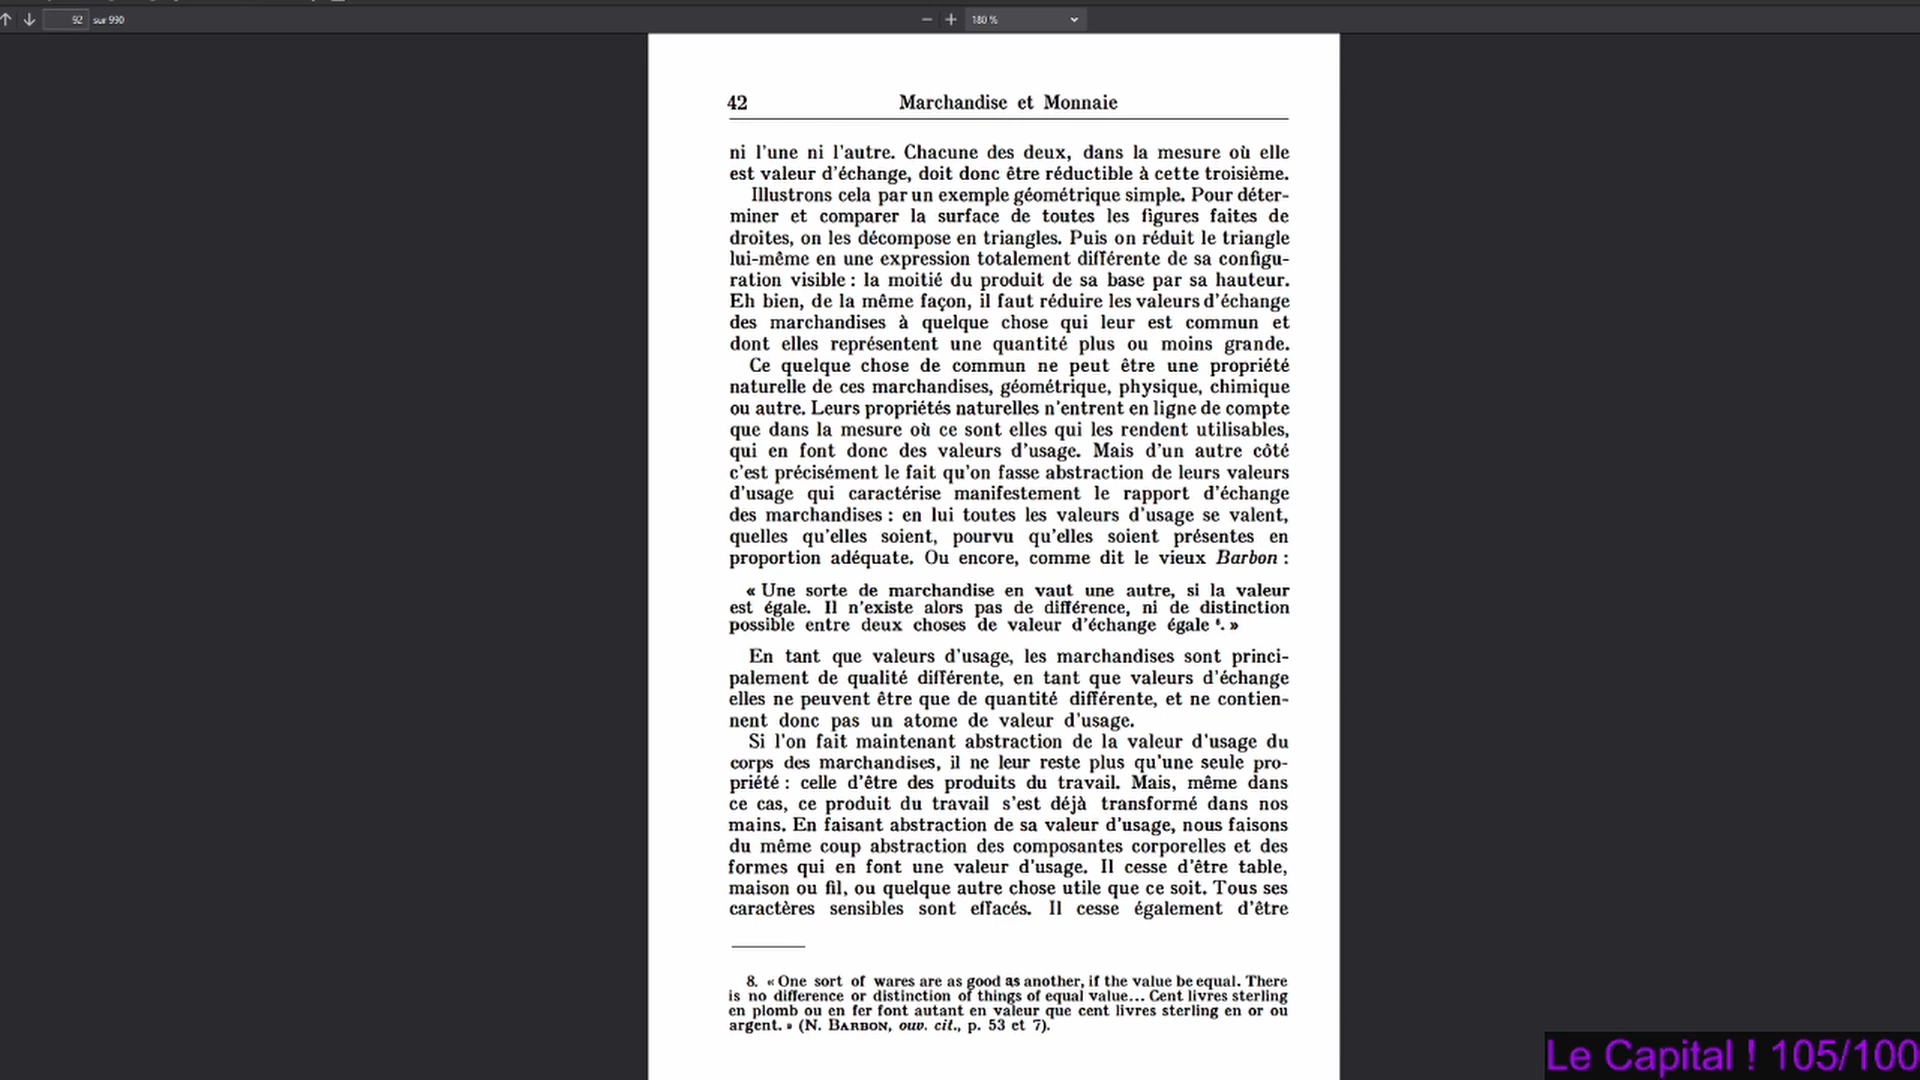 92 sur 990
180 %
42 Marchandise et Monnaie
ni l'une ni l'autre. Chacune des deux, dans la mesure où elle
est valeur d'échange, doit donc être réductible à cette troisième.
Illustrons cela par un exemple géométrique simple. Pour déter-
miner et comparer la surface de toutes les figures faites de
droites, on les décompose en triangles. Puis on réduit le triangle
lui-même en une expression totalement différente de sa configu-
ration visible : la moitié du produit de sa base par sa hauteur.
Eh bien, de la même façon, il faut réduire les valeurs d'échange
des marchandises à quelque chose qui leur est commun et
dont elles représentent une quantité plus ou moins grande.
Ce quelque chose de commun ne peut être une propriété
naturelle de ces marchandises, géométrique, physique, chimique
ou autre. Leurs propriétés naturelles n'entrent en ligne de compte
que dans la mesure où ce sont elles qui les rendent utilisables,
qui en font donc des valeurs d'usage. Mais d'un autre côté
c'est précisément le fait qu'on fasse abstraction de leurs valeurs
d'usage qui caractérise manifestement le rapport d'échange
des marchandises : en lui toutes les valeurs d'usage se valent,
quelles qu'elles soient, pourvu qu'elles soient présentes en
proportion adéquate. Ou encore, comme dit le vieux Barbon :
« Une sorte de marchandise en vaut une autre, si la valeur
est égale. Il n'existe alors pas de différence, ni de distinction
possible entre deux choses de valeur d'échange égale ⁸. »
En tant que valeurs d'usage, les marchandises sont princi-
palement de qualité différente, en tant que valeurs d'échange
elles ne peuvent être que de quantité différente, et ne contien-
nent donc pas un atome de valeur d'usage.
Si l'on fait maintenant abstraction de la valeur d'usage du
corps des marchandises, il ne leur reste plus qu'une seule pro-
priété : celle d'être des produits du travail. Mais, même dans
ce cas, ce produit du travail s'est déjà transformé dans nos
mains. En faisant abstraction de sa valeur d'usage, nous faisons
du même coup abstraction des composantes corporelles et des
formes qui en font une valeur d'usage. Il cesse d'être table,
maison ou fil, ou quelque autre chose utile que ce soit. Tous ses
caractères sensibles sont effacés. Il cesse également d'être
8. « One sort of wares are as good as another, if the value be equal. There
is no difference or distinction of things of equal value... Cent livres sterling
en plomb ou en fer font autant en valeur que cent livres sterling en or ou
argent. » (N. BARBON, ouv. cit., p. 53 et 7).
Le Capital ! 105/100